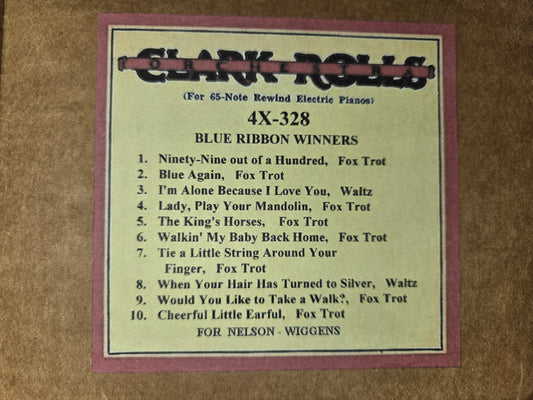 CLARK ORCHESTRA ROLLS
(For 65-Note Rewind Electric Pianos)
4X-328
BLUE RIBBON WINNERS
1. Ninety-Nine out of a Hundred, Fox Trot
2. Blue Again, Fox Trot
3. I'm Alone Because I Love You, Waltz
4. Lady, Play Your Mandolin, Fox Trot
5. The King's Horses, Fox Trot
6. Walkin' My Baby Back Home, Fox Trot
7. Tie a Little String Around Your
Finger, Fox Trot
8. When Your Hair Has Turned to Silver, Waltz
9. Would You Like to Take a Walk?, Fox Trot
10. Cheerful Little Earful, Fox Trot
FOR NELSON - WIGGENS